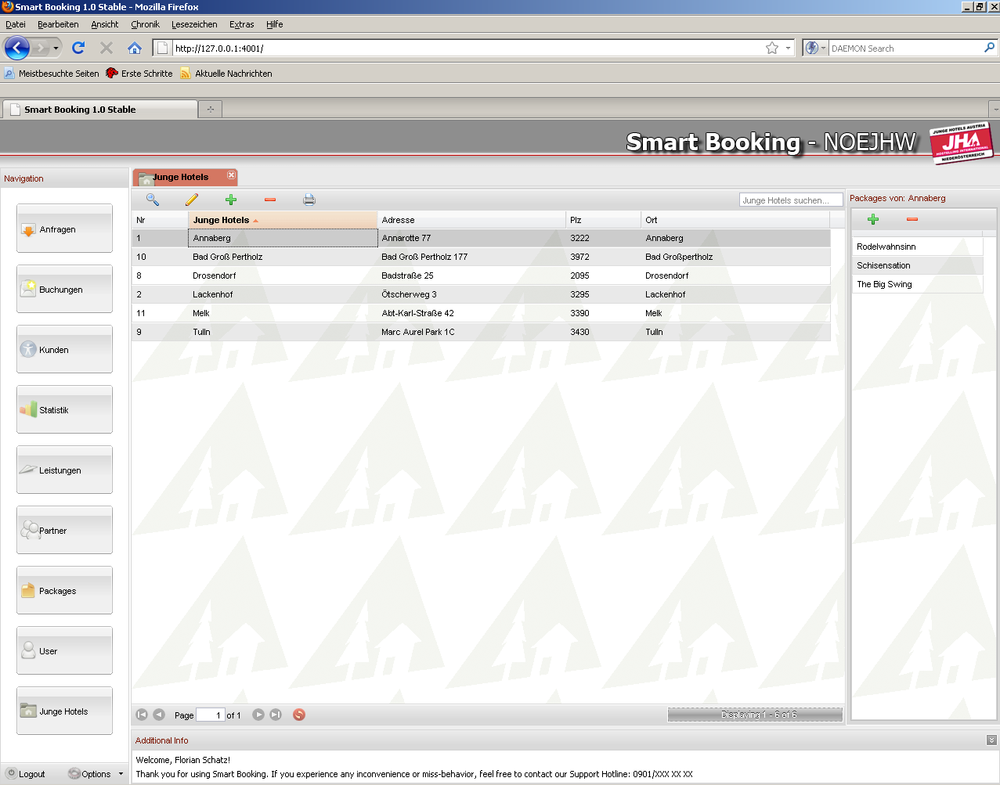 Smart Booking 1.0 Stable - Mozilla Firefox
Datei Bearbeiten Ansicht Chronik Lesezeichen Extras Hilfe
http://127.0.0.1:4001/ DAEMON Search
Meistbesuchte Seiten Erste Schritte Aktuelle Nachrichten
Smart Booking 1.0 Stable
Smart Booking - NOEJHW
JUNGE HOTELS AUSTRIA
JHA
HOSTELLING INTERNATIONAL
NIEDERÖSTERREICH
Navigation
Anfragen
Buchungen
Kunden
Statistik
Leistungen
Partner
Packages
User
Junge Hotels
Logout Options
Junge Hotels
Junge Hotels suchen...
Nr Junge Hotels Adresse Plz Ort
1 Annaberg Annarotte 77 3222 Annaberg
10 Bad Groß Pertholz Bad Groß Pertholz 177 3972 Bad Großpertholz
8 Drosendorf Badstraße 25 2095 Drosendorf
2 Lackenhof Ötscherweg 3 3295 Lackenhof
11 Melk Abt-Karl-Straße 42 3390 Melk
9 Tulln Marc Aurel Park 1C 3430 Tulln
Page 1 of 1
Displaying 1 - 6 of 6
Packages von: Annaberg
Rodelwahnsinn
Schisensation
The Big Swing
Additional Info
Welcome, Florian Schatz!
Thank you for using Smart Booking. If you experience any inconvenience or miss-behavior, feel free to contact our Support Hotline: 0901/XXX XX XX